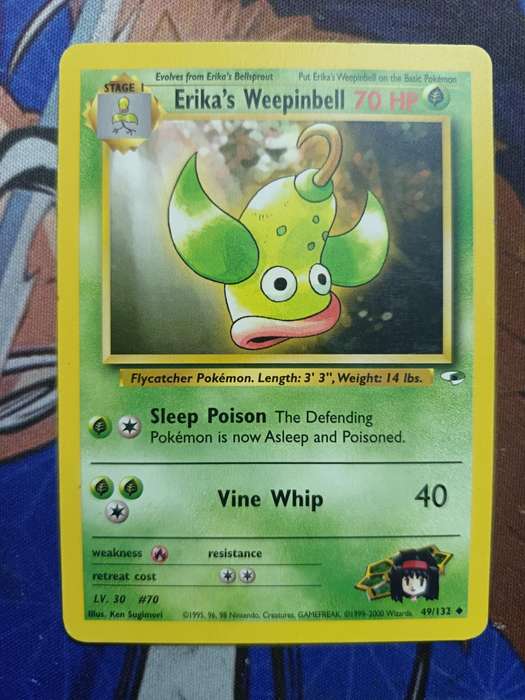 Evolves from Erika's Bellsprout Put Erika's Weepinbell on the Basic Pokémon
STAGE 1
Erika's Weepinbell 70 HP
Flycatcher Pokémon. Length: 3' 3", Weight: 14 lbs.
Sleep Poison The Defending
Pokémon is now Asleep and Poisoned.
Vine Whip 40
weakness resistance
retreat cost
LV. 30 #70
Illus. Ken Sugimori ©1995, 96, 98 Nintendo, Creatures, GAMEFREAK. ©1999-2000 Wizards. 49/132